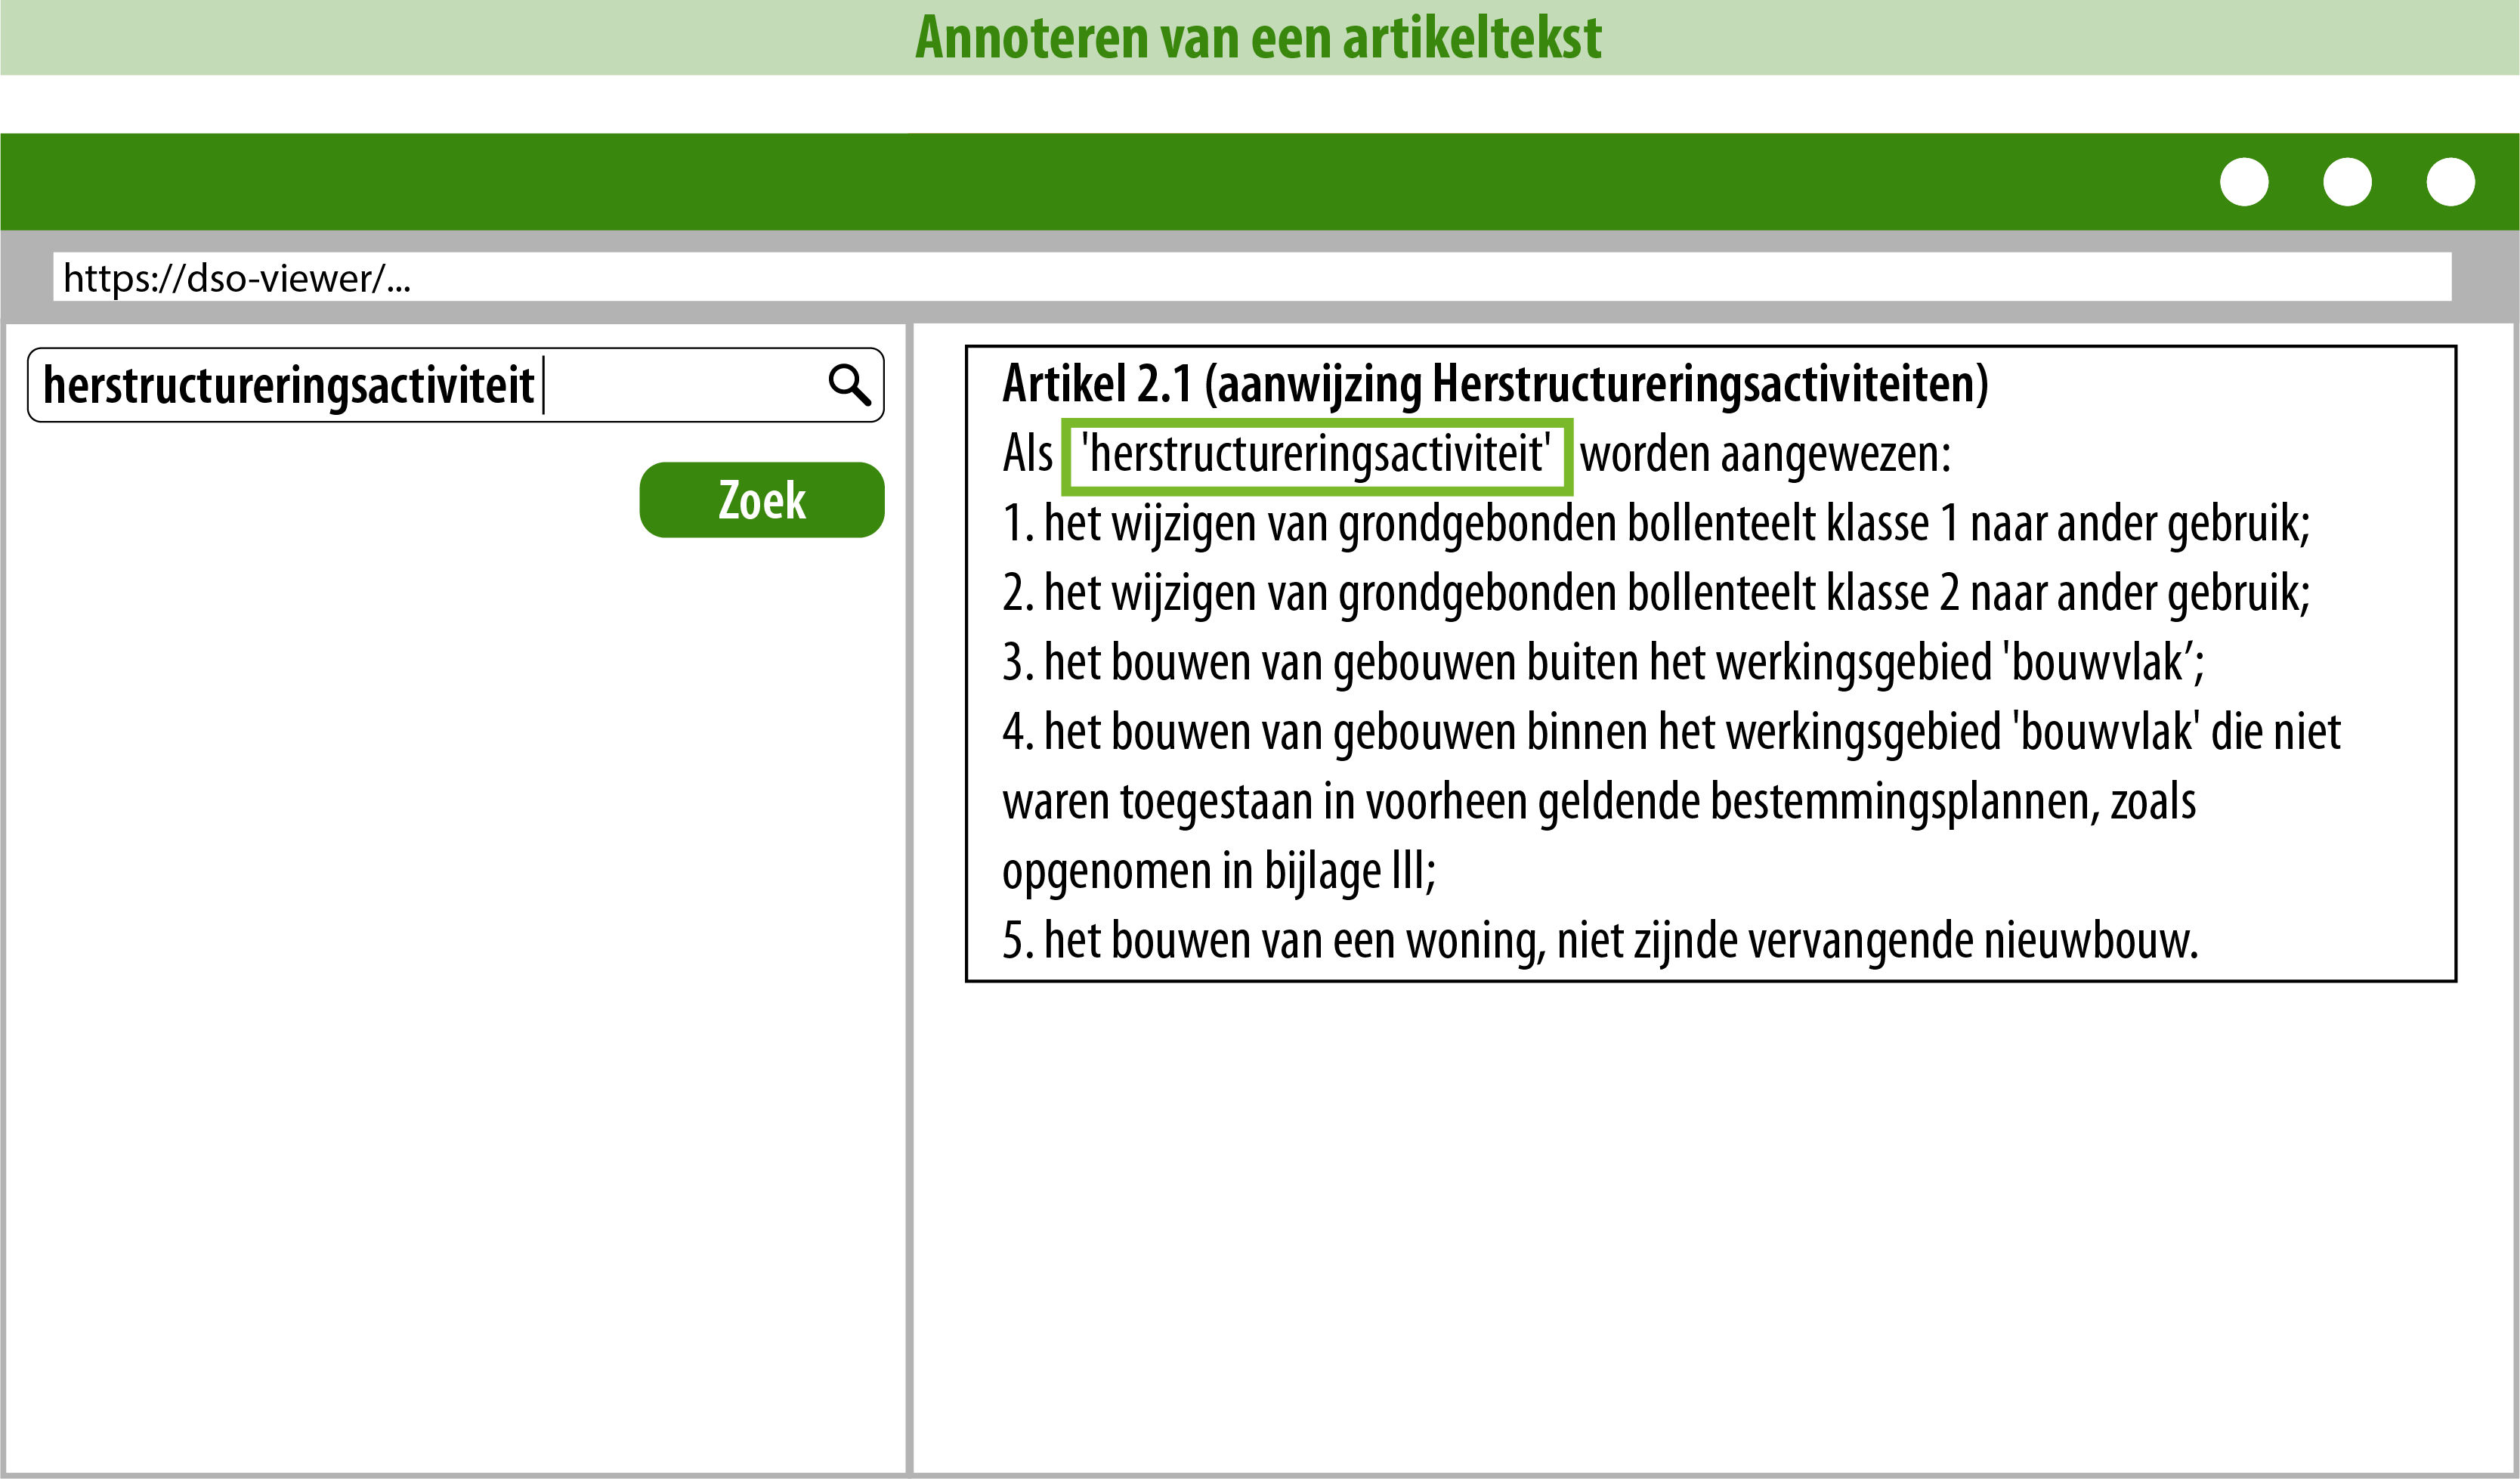 Annoteren van een artikeltekst
https://dso-viewer/...
herstructureringsactiviteit
Zoek
Artikel 2.1 (aanwijzing Herstructureringsactiviteiten)
Als 'herstructureringsactiviteit' worden aangewezen:
1. het wijzigen van grondgebonden bollenteelt klasse 1 naar ander gebruik;
2. het wijzigen van grondgebonden bollenteelt klasse 2 naar ander gebruik;
3. het bouwen van gebouwen buiten het werkingsgebied 'bouwvlak’;
4. het bouwen van gebouwen binnen het werkingsgebied 'bouwvlak' die niet
waren toegestaan in voorheen geldende bestemmingsplannen, zoals
opgenomen in bijlage III;
5. het bouwen van een woning, niet zijnde vervangende nieuwbouw.